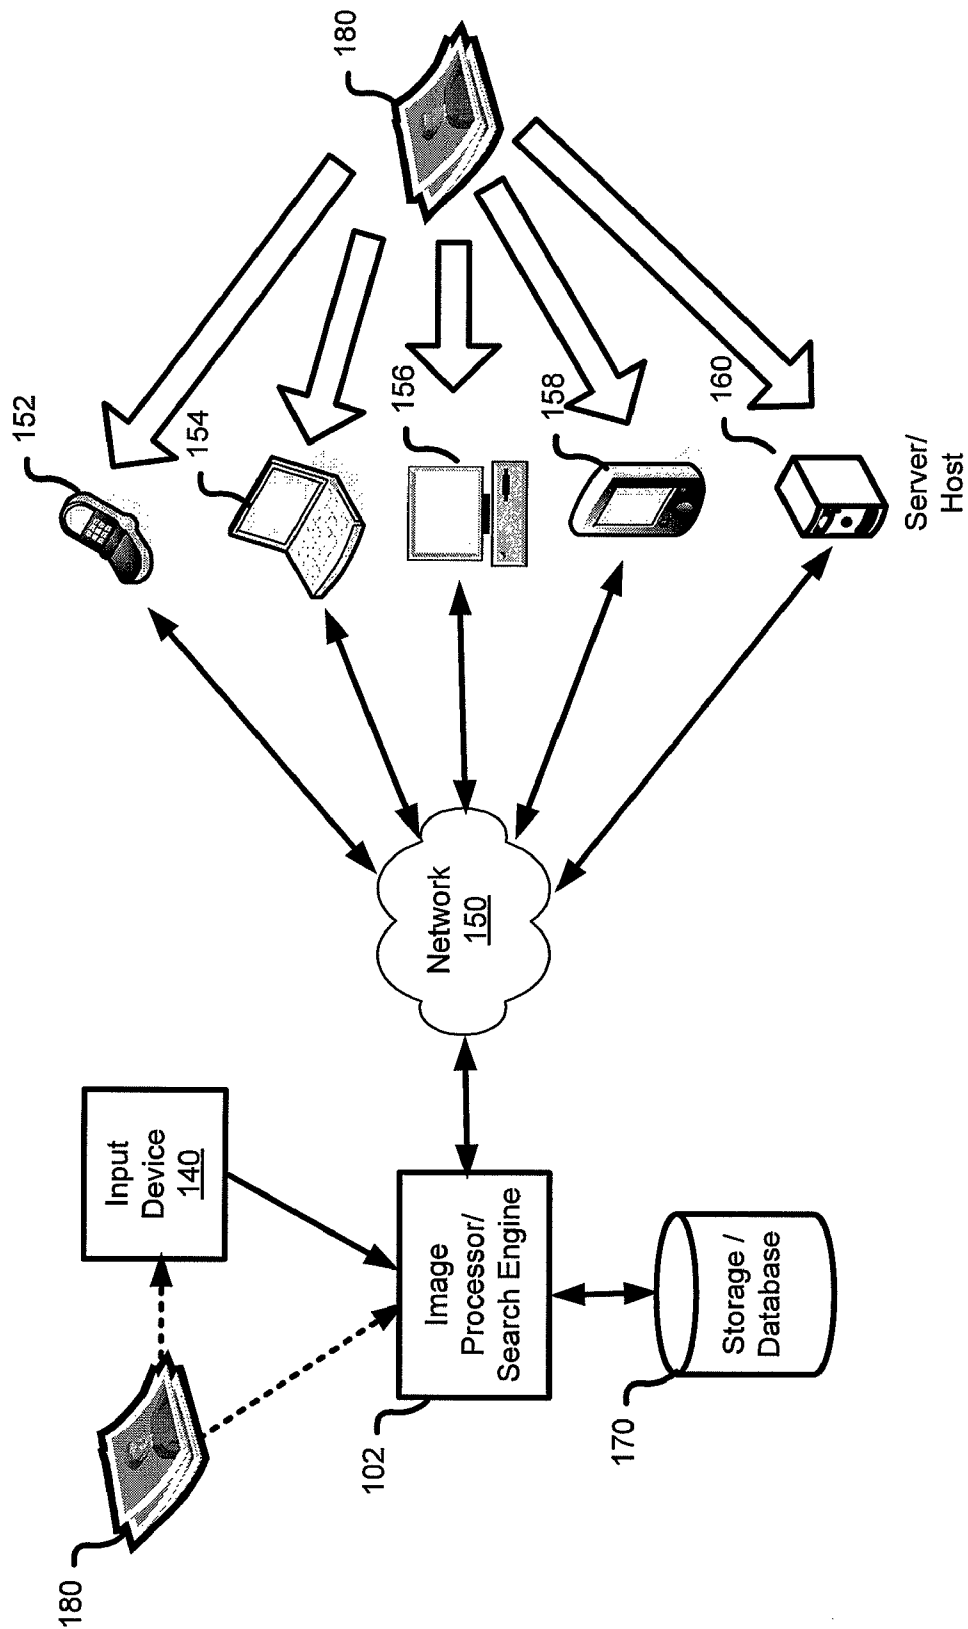 180
Input
Device
140
102
Image
Processor/
Search Engine
170
Storage /
Database
Network
150
152
154
156
158
160
Server/
Host
180